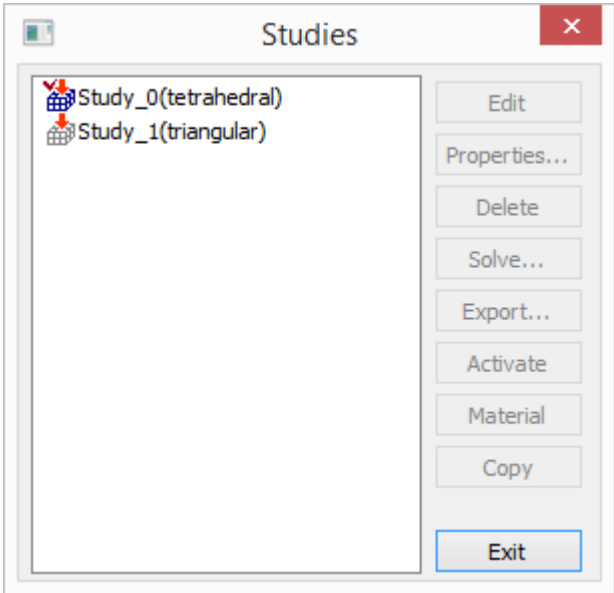 Studies
Study_0(tetrahedral)
Study_1(triangular)
Edit
Properties...
Delete
Solve...
Export...
Activate
Material
Copy
Exit